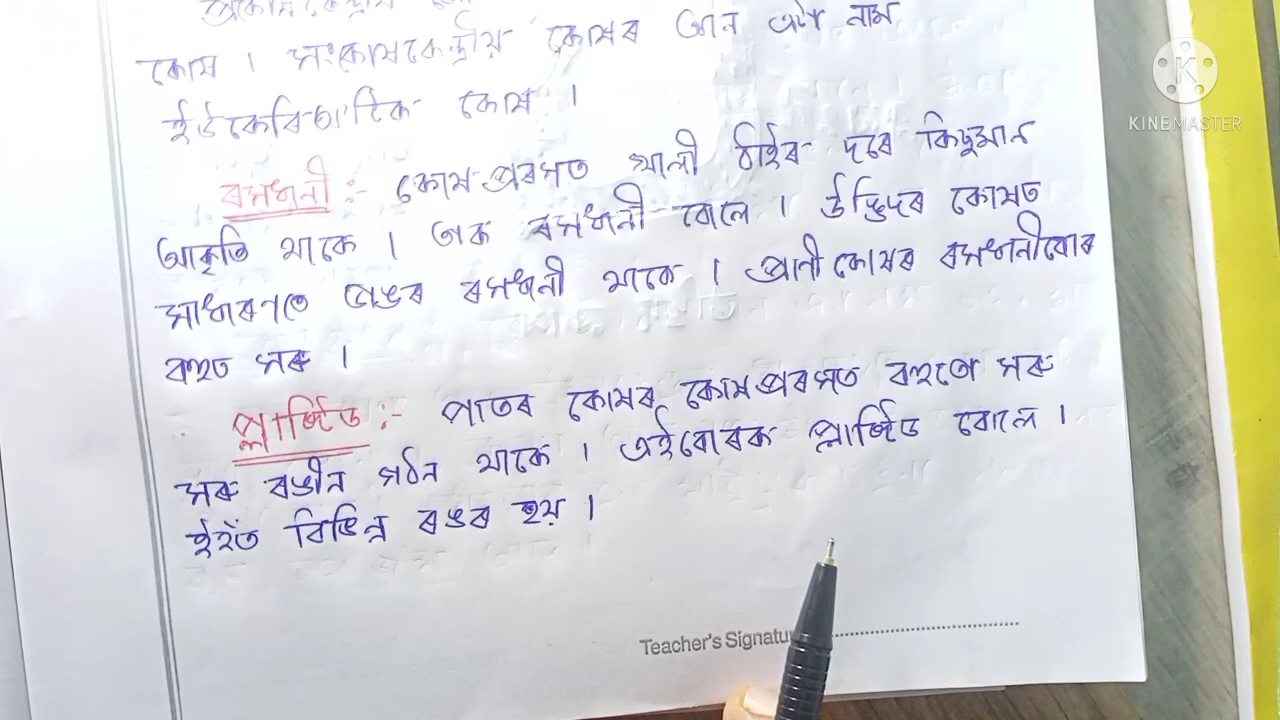 কোষ । সংকোষকেন্দ্ৰীয় কোষৰ আন এটা নাম
ইউকেৰিওটিক কোষ ।
ৰসধানী :- কোষপ্ৰৰসত খালী ঠাইৰ দৰে কিছুমান
আকৃতি থাকে । তাক ৰসধানী বোলে । উদ্ভিদৰ কোষত
সাধাৰণতে ডাঙৰ ৰসধানী থাকে । প্ৰানী কোষৰ ৰসধানীবোৰ
বহুত সৰু ।
প্লাষ্টিড :- পাতৰ কোষৰ কোষপ্ৰৰসত বহুতো সৰু
সৰু ৰঙীন গঠন থাকে । এইবোৰক প্লাষ্টিড বোলে ।
ইহঁত বিভিন্ন ৰঙৰ হয় ।
Teacher's Signatu
K
KINEMASTER